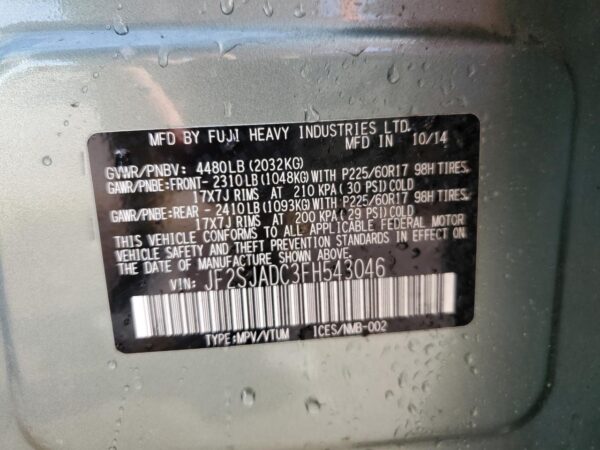 MFD BY FUJI HEAVY INDUSTRIES LTD.
MFD IN 10/14
GVWR/PNBV: 4480LB (2032KG)
GAWR/PNBE:FRONT- 2310LB(1048KG)WITH P225/60R17 98H TIRES,
17X7J RIMS AT 210 KPA ( 30 PSI)COLD
GAWR/PNBE:REAR - 2410LB(1093KG)WITH P225/60R17 98H TIRES,
17X7J RIMS AT 200 KPA ( 29 PSI)COLD
THIS VEHICLE CONFORMS TO ALL APPLICABLE FEDERAL MOTOR
VEHICLE SAFETY AND THEFT PREVENTION STANDARDS IN EFFECT ON
THE DATE OF MANUFACTURE SHOWN ABOVE.
VIN: JF2SJADC3FH543046
TYPE:MPV/VTUM ICES/NMB-002